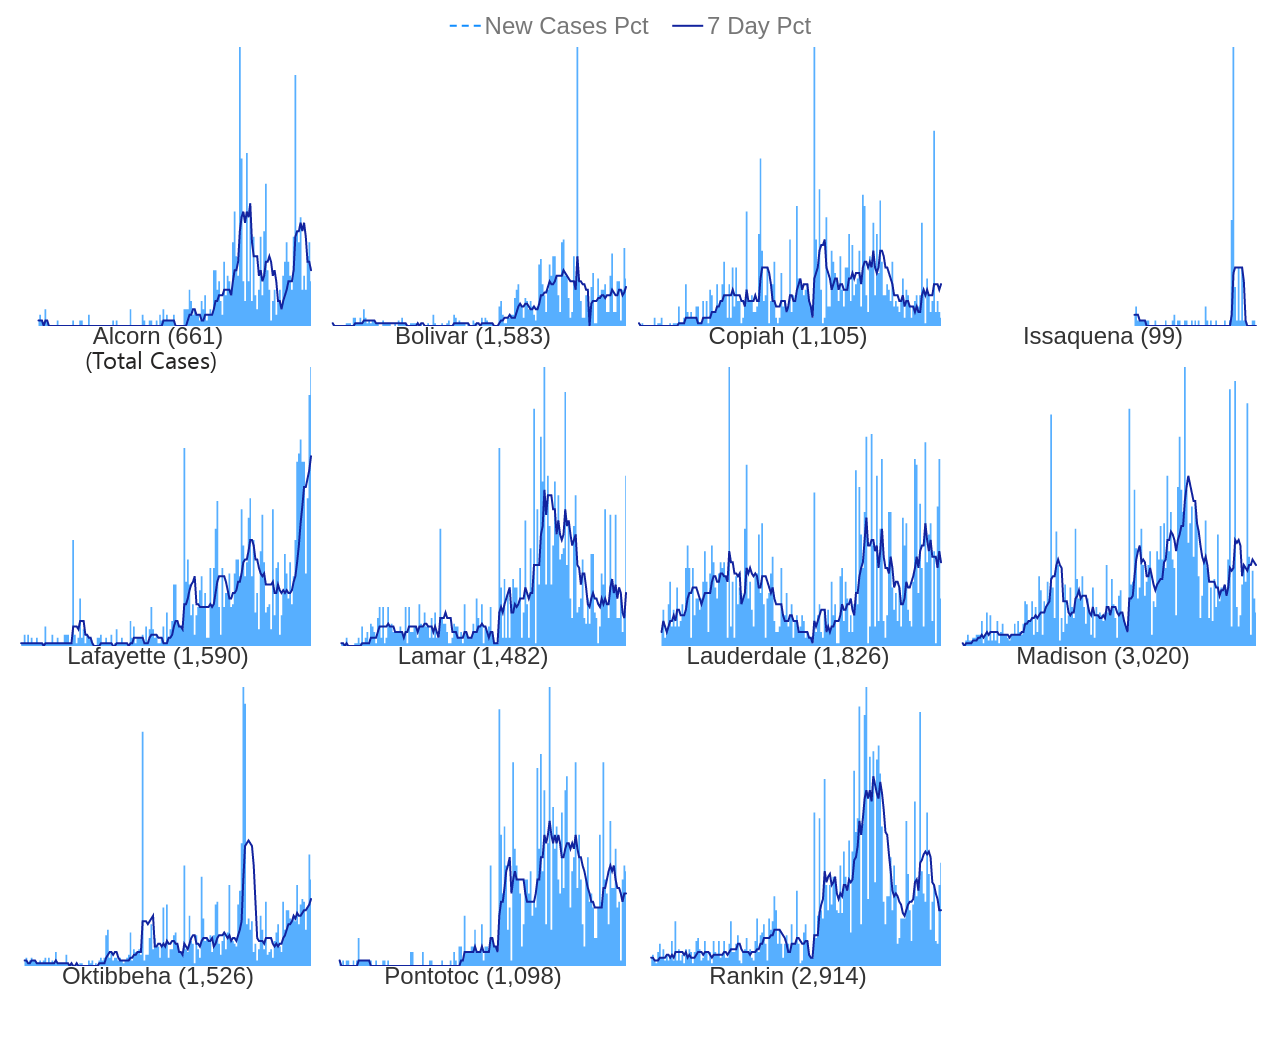 New Cases Pct 7 Day Pct
Alcorn (661) Bolivar (1,583) Copiah (1,105) Issaquena (99)
(Total Cases)
Lafayette (1,590) Lamar (1,482) Lauderdale (1,826) Madison (3,020)
Oktibbeha (1,526) Pontotoc (1,098) Rankin (2,914)